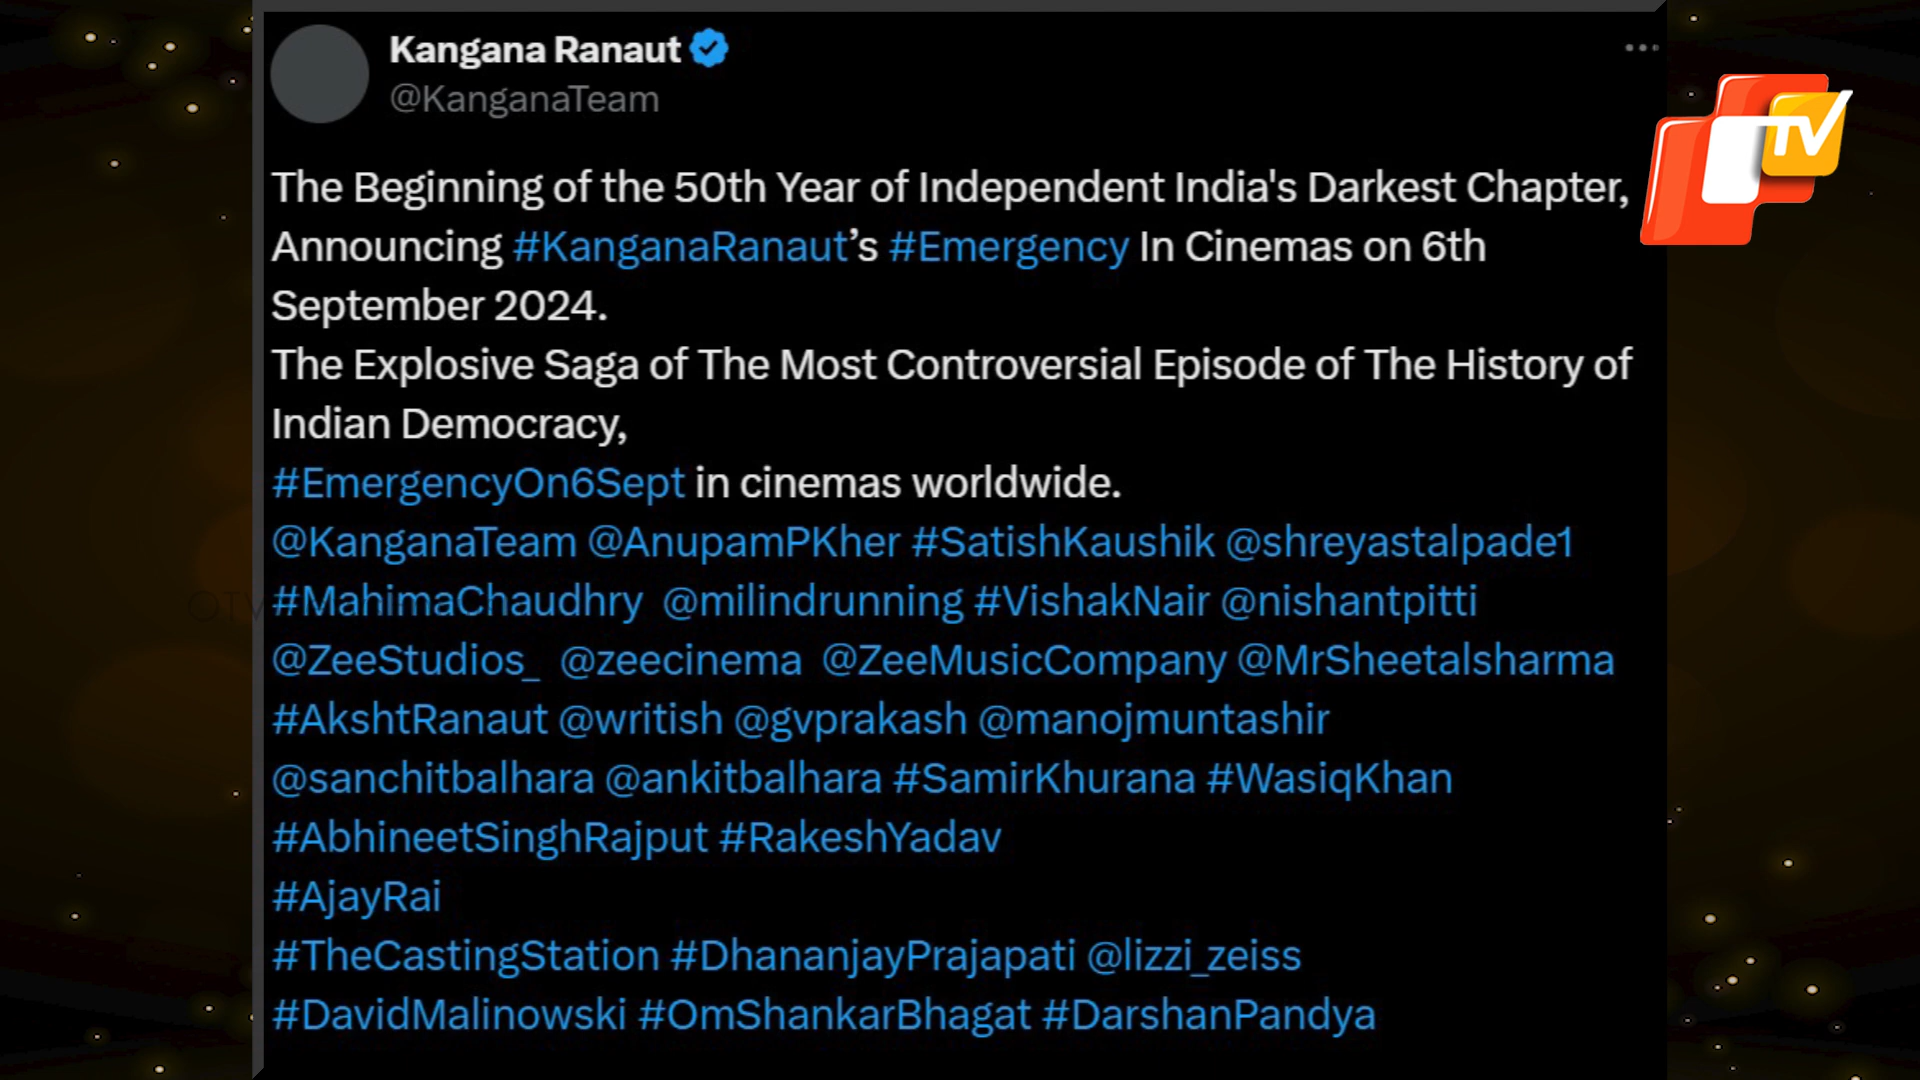 Kangana Ranaut
@KanganaTeam
TV
The Beginning of the 50th Year of Independent India's Darkest Chapter,
Announcing #KanganaRanaut’s #Emergency In Cinemas on 6th
September 2024.
The Explosive Saga of The Most Controversial Episode of The History of
Indian Democracy,
#EmergencyOn6Sept in cinemas worldwide.
@KanganaTeam @AnupamPKher #SatishKaushik @shreyastalpade1
#MahimaChaudhry @milindrunning #VishakNair @nishantpitti
@ZeeStudios_ @zeecinema @ZeeMusicCompany @MrSheetalsharma
#AkshtRanaut @writish @gvprakash @manojmuntashir
@sanchitbalhara @ankitbalhara #SamirKhurana #WasiqKhan
#AbhineetSinghRajput #RakeshYadav
#AjayRai
#TheCastingStation #DhananjayPrajapati @lizzi_zeiss
#DavidMalinowski #OmShankarBhagat #DarshanPandya